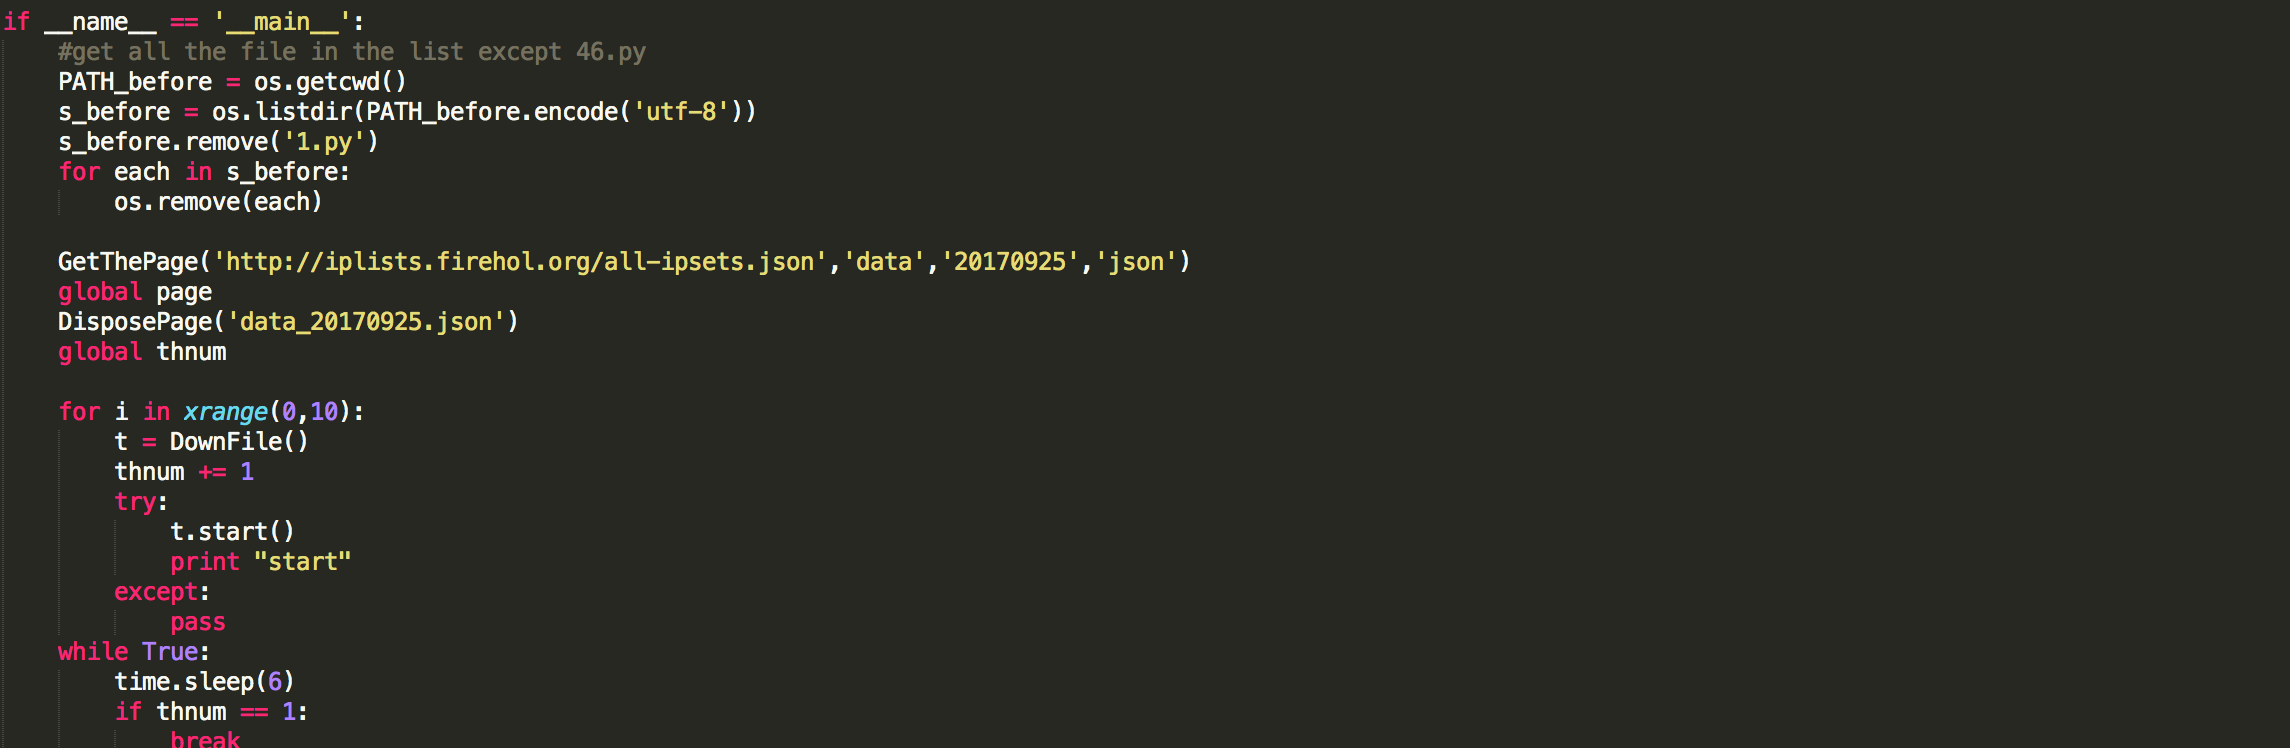 if __name__ == '__main__':
    #get all the file in the list except 46.py
    PATH_before = os.getcwd()
    s_before = os.listdir(PATH_before.encode('utf-8'))
    s_before.remove('1.py')
    for each in s_before:
        os.remove(each)

    GetThePage('http://iplists.firehol.org/all-ipsets.json','data','20170925','json')
    global page
    DisposePage('data_20170925.json')
    global thnum

    for i in xrange(0,10):
        t = DownFile()
        thnum += 1
        try:
            t.start()
            print "start"
        except:
            pass
    while True:
        time.sleep(6)
        if thnum == 1:
            break